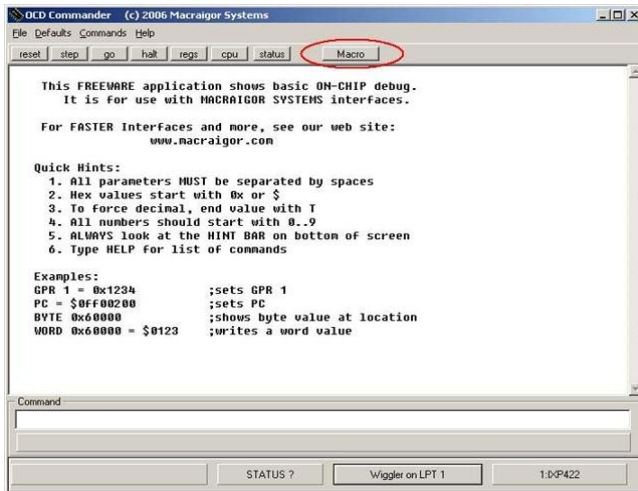 OCD Commander (c) 2006 Macraigor Systems
File Defaults Commands Help
reset step go halt regs cpu status Macro
This FREEWARE application shows basic ON-CHIP debug.
It is for use with MACRAIGOR SYSTEMS interfaces.
For FASTER Interfaces and more, see our web site:
www.macraigor.com
Quick Hints:
1. All parameters MUST be separated by spaces
2. Hex values start with 0x or $
3. To force decimal, end value with T
4. All numbers should start with 0..9
5. ALWAYS look at the HINT BAR on bottom of screen
6. Type HELP for list of commands
Examples:
GPR 1 = 0x1234 ;sets GPR 1
PC = $0FF00200 ;sets PC
BYTE 0x60000 ;shows byte value at location
WORD 0x60000 = $0123 ;writes a word value
Command
STATUS ? Wiggler on LPT 1 1:IXP422